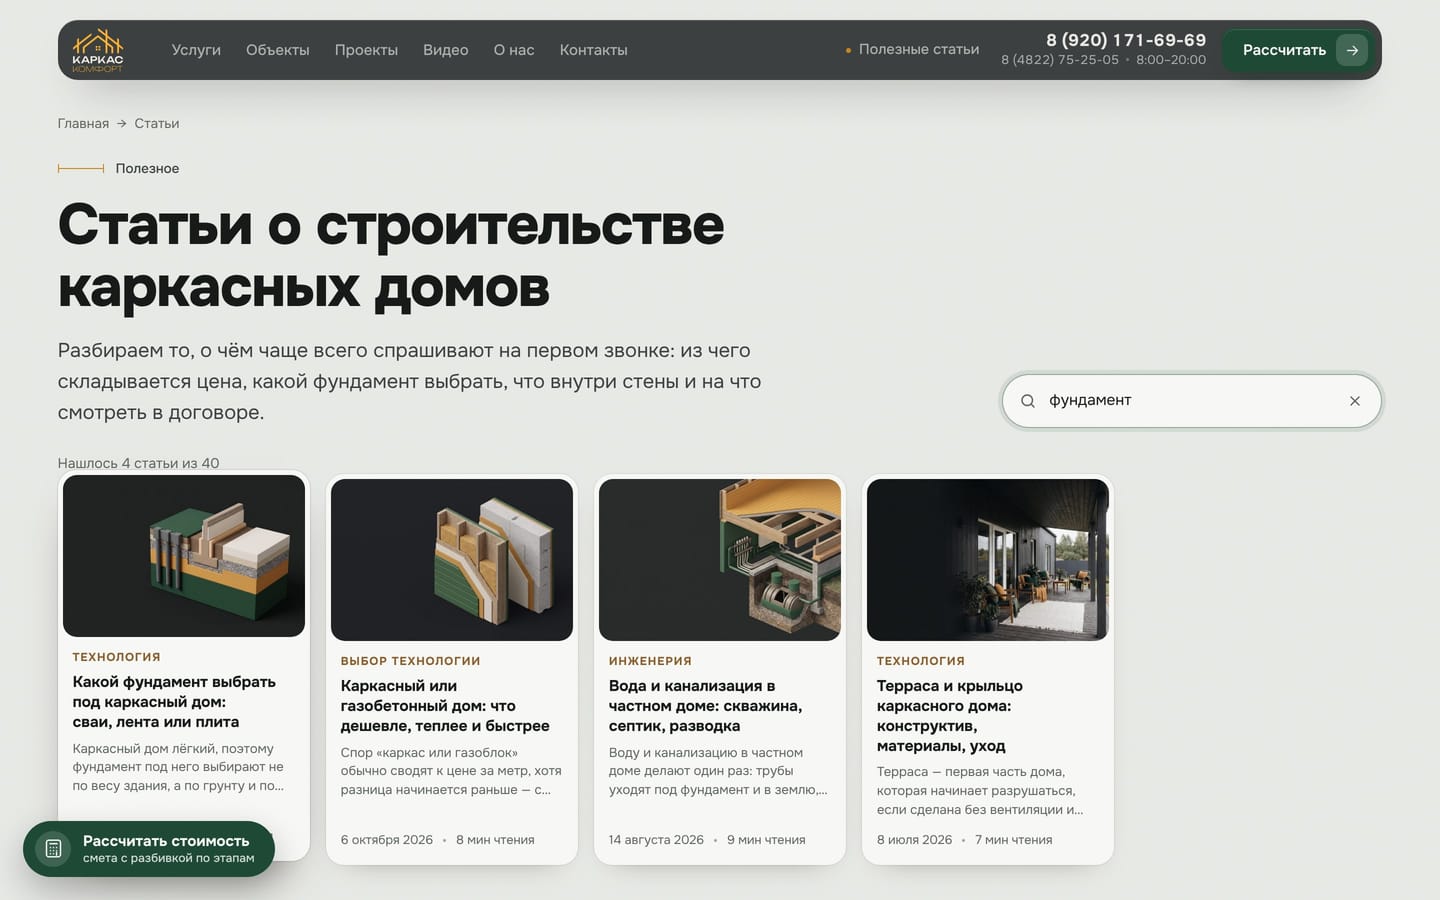 КАРКАС
КОМФОРТ
Услуги
Объекты
Проекты
Видео
О нас
Контакты
Полезные статьи
8 (920) 171-69-69
8 (4822) 75-25-05 • 8:00–20:00
Рассчитать →
Главная → Статьи
Полезное
Статьи о строительстве
каркасных домов
Разбираем то, о чём чаще всего спрашивают на первом звонке: из чего
складывается цена, какой фундамент выбрать, что внутри стены и на что
смотреть в договоре.
фундамент
Нашлось 4 статьи из 40
ТЕХНОЛОГИЯ
Какой фундамент выбрать
под каркасный дом:
сваи, лента или плита
Каркасный дом лёгкий, поэтому
фундамент под него выбирают не
по весу здания, а по грунту и по...
ВЫБОР ТЕХНОЛОГИИ
Каркасный или
газобетонный дом: что
дешевле, теплее и быстрее
Спор «каркас или газоблок»
обычно сводят к цене за метр, хотя
разница начинается раньше — с...
6 октября 2026 • 8 мин чтения
ИНЖЕНЕРИЯ
Вода и канализация в
частном доме: скважина,
септик, разводка
Воду и канализацию в частном
доме делают один раз: трубы
уходят под фундамент и в землю,...
14 августа 2026 • 9 мин чтения
ТЕХНОЛОГИЯ
Терраса и крыльцо
каркасного дома:
конструктив,
материалы, уход
Терраса — первая часть дома,
которая начинает разрушаться,
если сделана без вентиляции и...
8 июля 2026 • 7 мин чтения
Рассчитать стоимость
смета с разбивкой по этапам